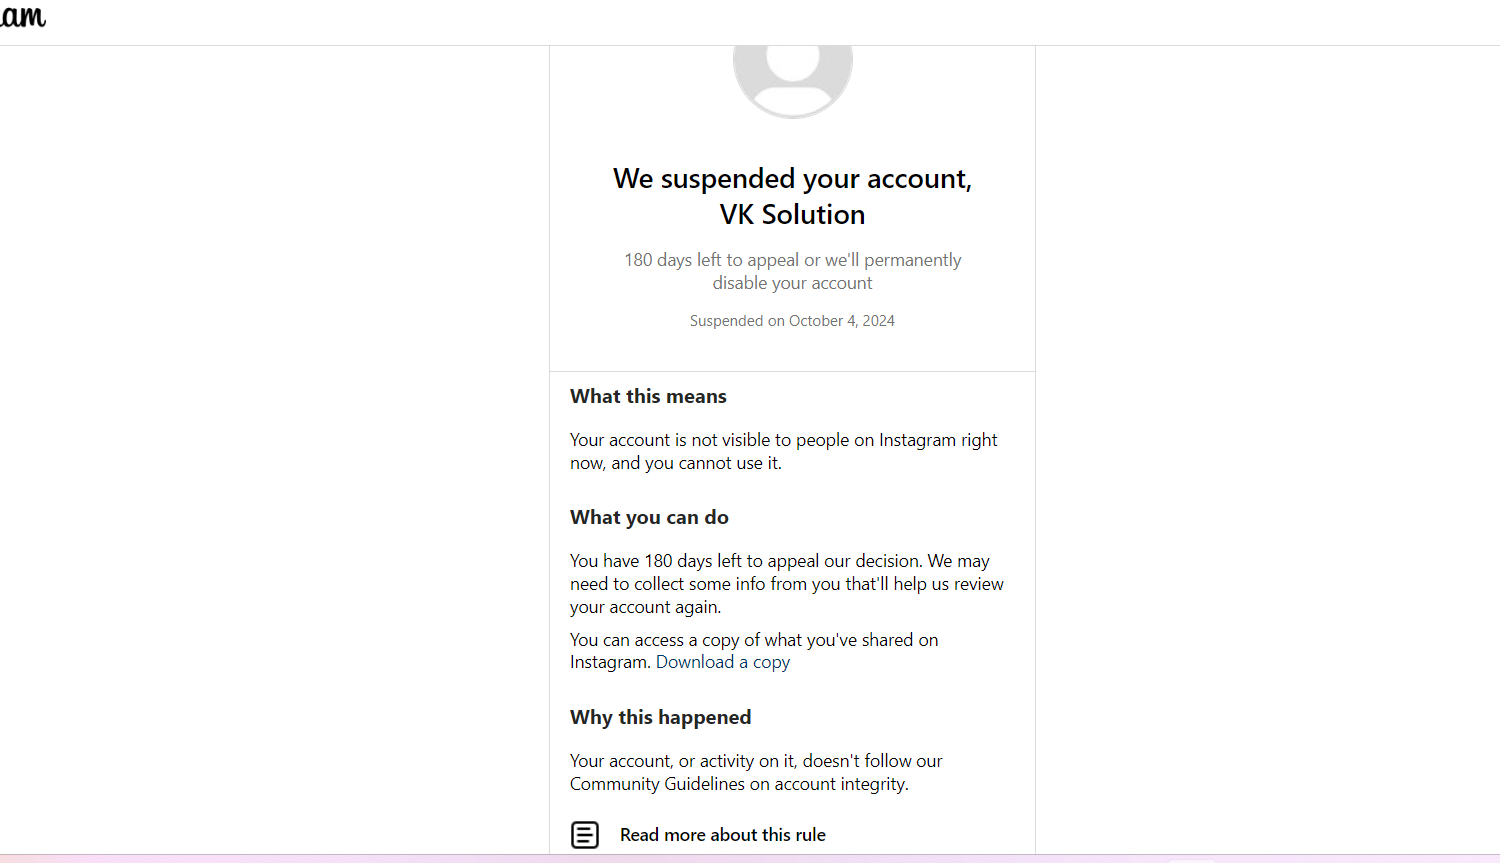 am
We suspended your account,
VK Solution
180 days left to appeal or we'll permanently
disable your account
Suspended on October 4, 2024
What this means
Your account is not visible to people on Instagram right
now, and you cannot use it.
What you can do
You have 180 days left to appeal our decision. We may
need to collect some info from you that'll help us review
your account again.
You can access a copy of what you've shared on
Instagram. Download a copy
Why this happened
Your account, or activity on it, doesn't follow our
Community Guidelines on account integrity.
Read more about this rule